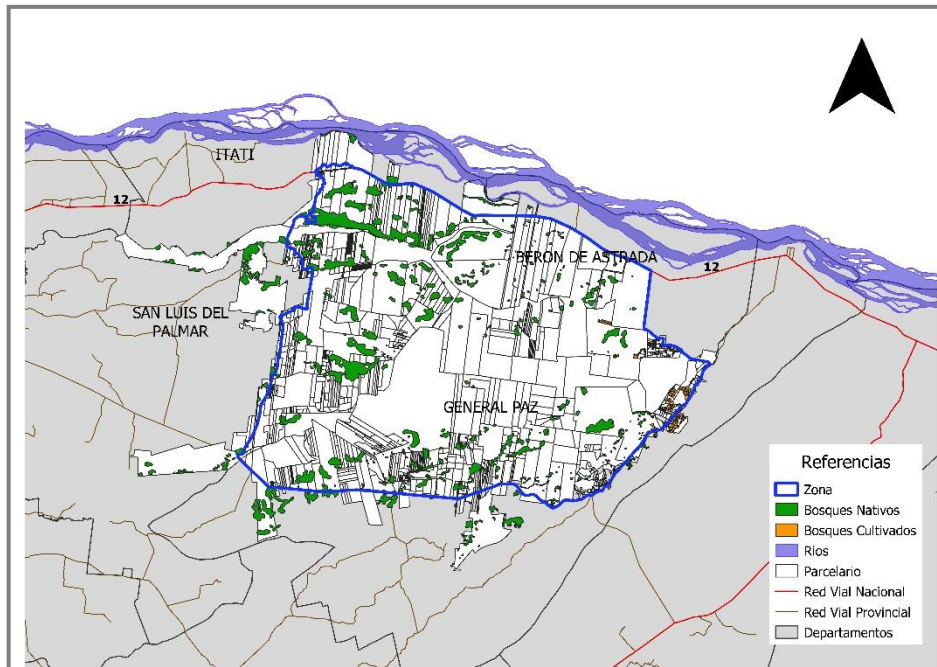 ITATI
12
BERON DE ASTRADA
12
SAN LUIS DEL
PALMAR
GENERAL PAZ
Referencias
Zona
Bosques Nativos
Bosques Cultivados
Rios
Parcelario
Red Vial Nacional
Red Vial Provincial
Departamentos